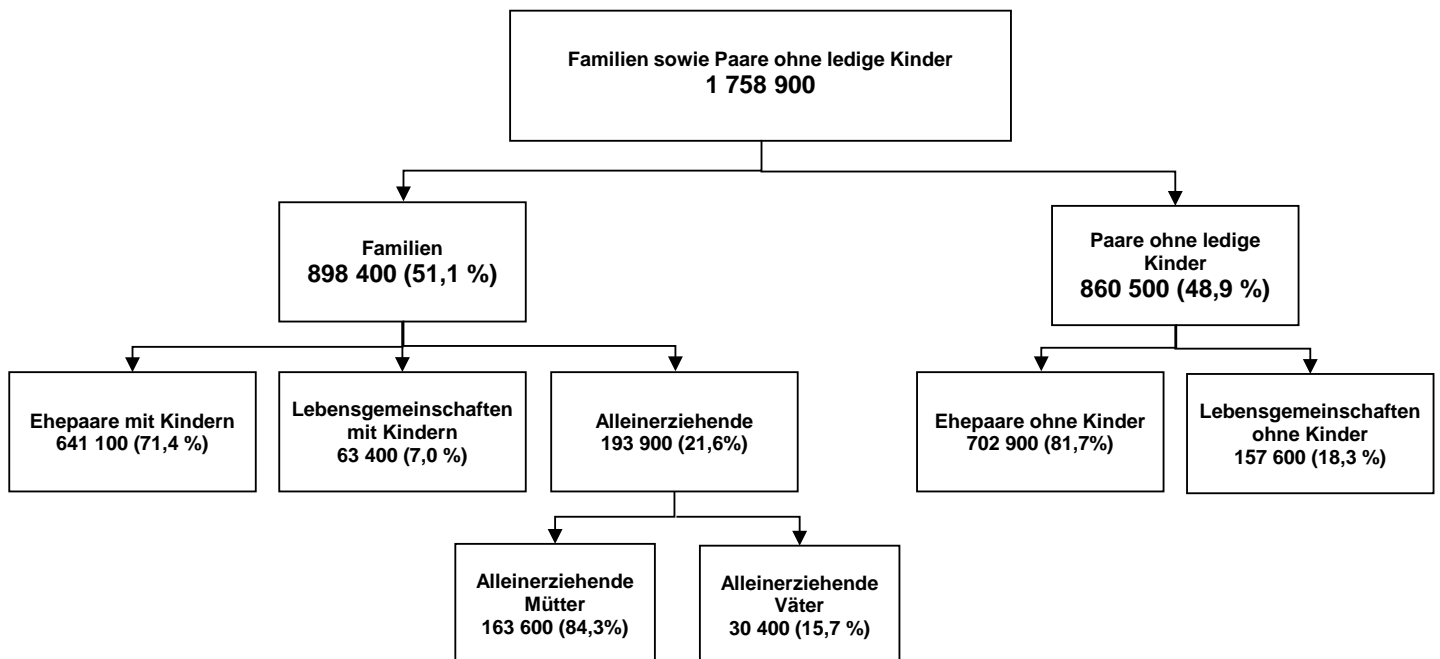 Familien sowie Paare ohne ledige Kinder
1 758 900
Familien
898 400 (51,1 %)
Paare ohne ledige
Kinder
860 500 (48,9 %)
Ehepaare mit Kindern
641 100 (71,4 %)
Lebensgemeinschaften
mit Kindern
63 400 (7,0 %)
Alleinerziehende
193 900 (21,6%)
Ehepaare ohne Kinder
702 900 (81,7%)
Lebensgemeinschaften
ohne Kinder
157 600 (18,3 %)
Alleinerziehende
Mütter
163 600 (84,3%)
Alleinerziehende
Väter
30 400 (15,7 %)